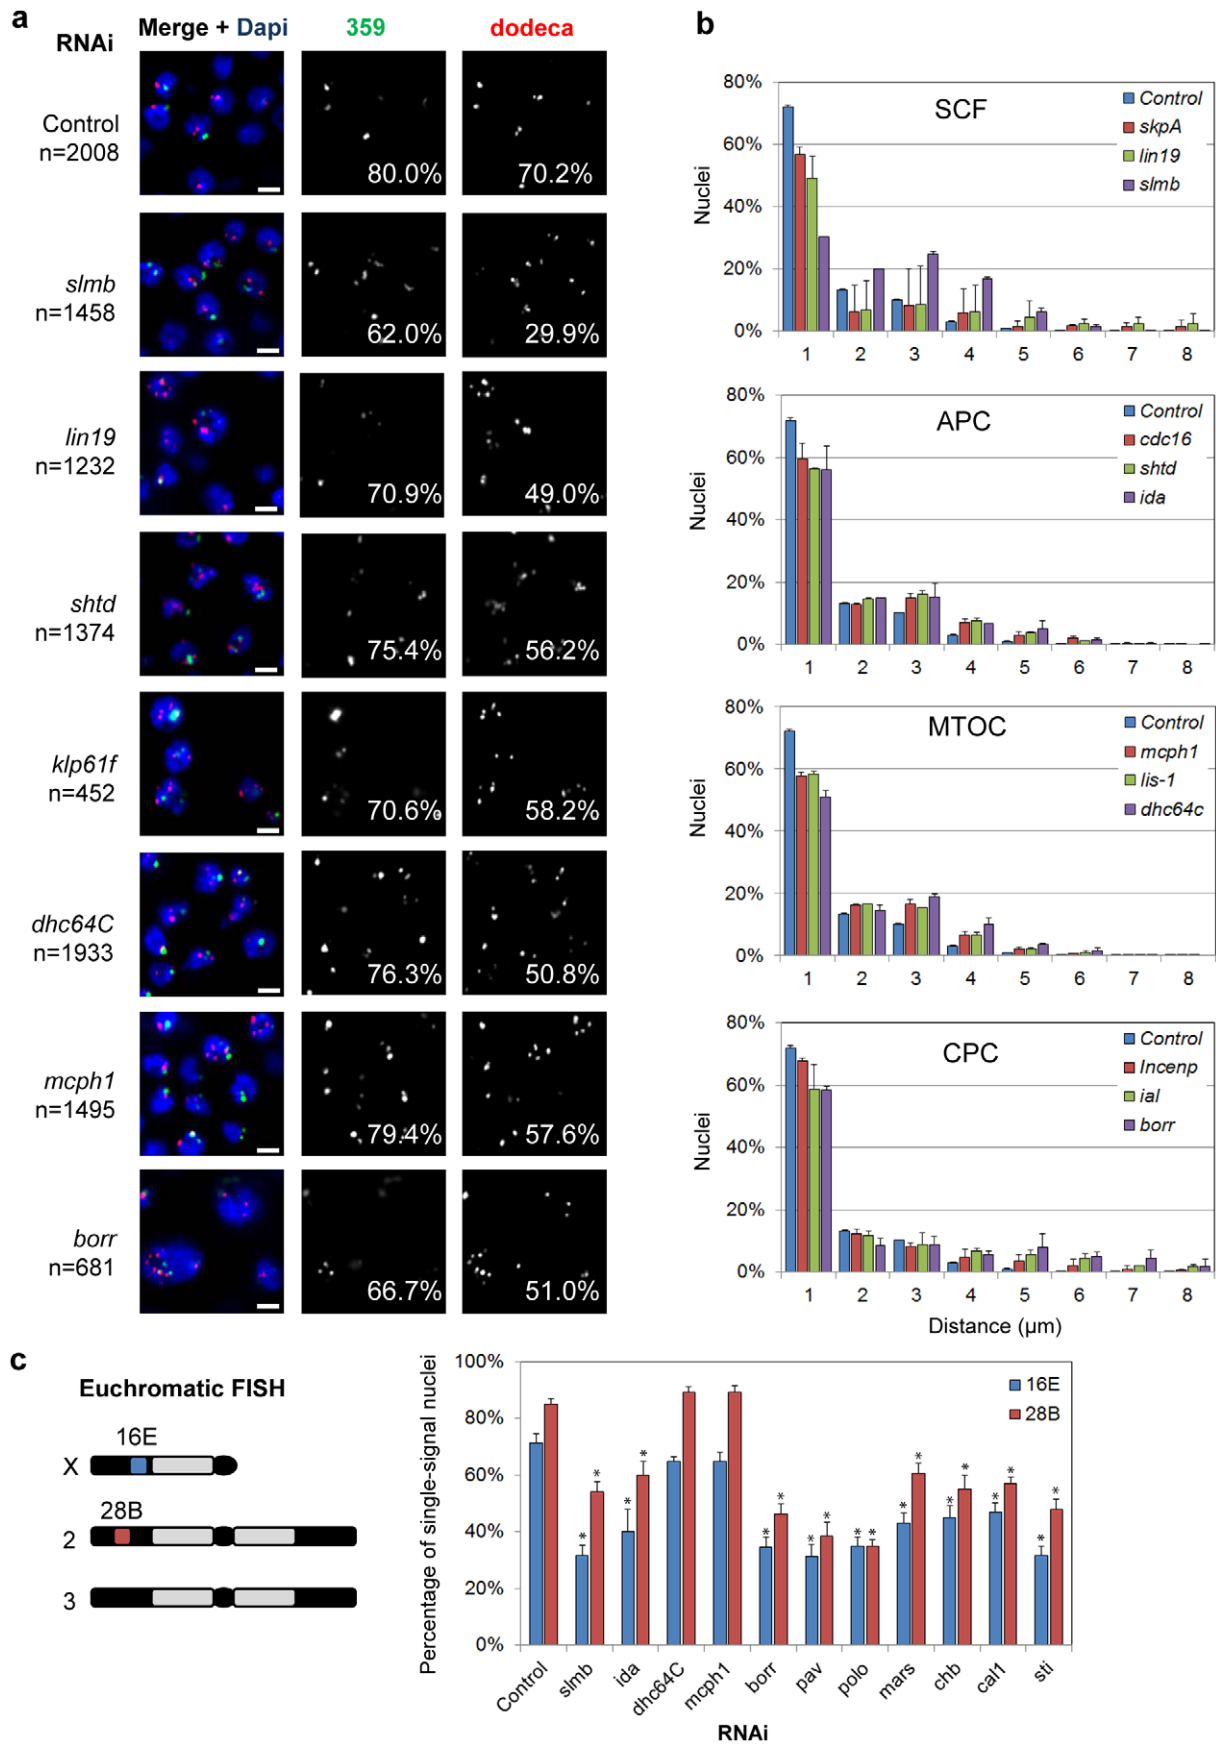 a
RNAi
Merge + Dapi
359
dodeca
Control
n=2008
80.0%
70.2%
slmb
n=1458
62.0%
29.9%
lin19
n=1232
70.9%
49.0%
shtd
n=1374
75.4%
56.2%
klp61f
n=452
70.6%
58.2%
dhc64C
n=1933
76.3%
50.8%
mcph1
n=1495
79.4%
57.6%
borr
n=681
66.7%
51.0%
b
SCF
Control
skpA
lin19
slmb
Nuclei
80%
60%
40%
20%
0%
1 2 3 4 5 6 7 8
APC
Control
cdc16
shtd
ida
Nuclei
80%
60%
40%
20%
0%
1 2 3 4 5 6 7 8
MTOC
Control
mcph1
lis-1
dhc64c
Nuclei
80%
60%
40%
20%
0%
1 2 3 4 5 6 7 8
CPC
Control
Incenp
ial
borr
Nuclei
80%
60%
40%
20%
0%
1 2 3 4 5 6 7 8
Distance (µm)
c
Euchromatic FISH
16E
X
28B
2
3
Percentage of single-signal nuclei
100%
80%
60%
40%
20%
0%
16E
28B
* * * * * * * * * * * * * * * * * *
Control slmb ida dhc64C mcph1 borr pav polo mars chb cal1 sti
RNAi